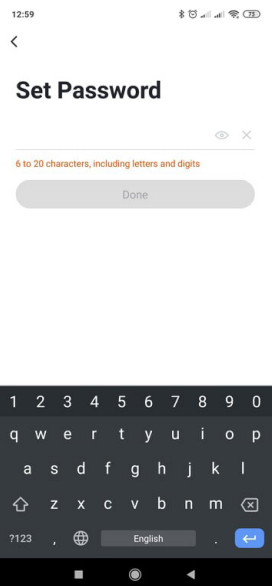 12:59
73
Set Password
6 to 20 characters, including letters and digits
Done
1 2 3 4 5 6 7 8 9 0
q w e r t y u i o p
a s d f g h j k l
z x c v b n m
?123 , English .